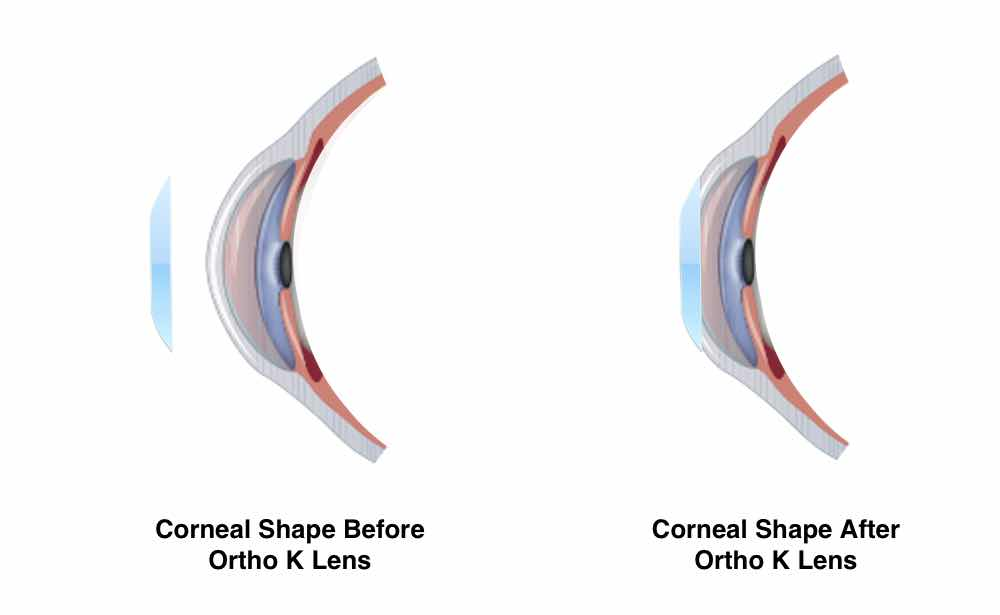 Corneal Shape Before
Ortho K Lens
Corneal Shape After
Ortho K Lens